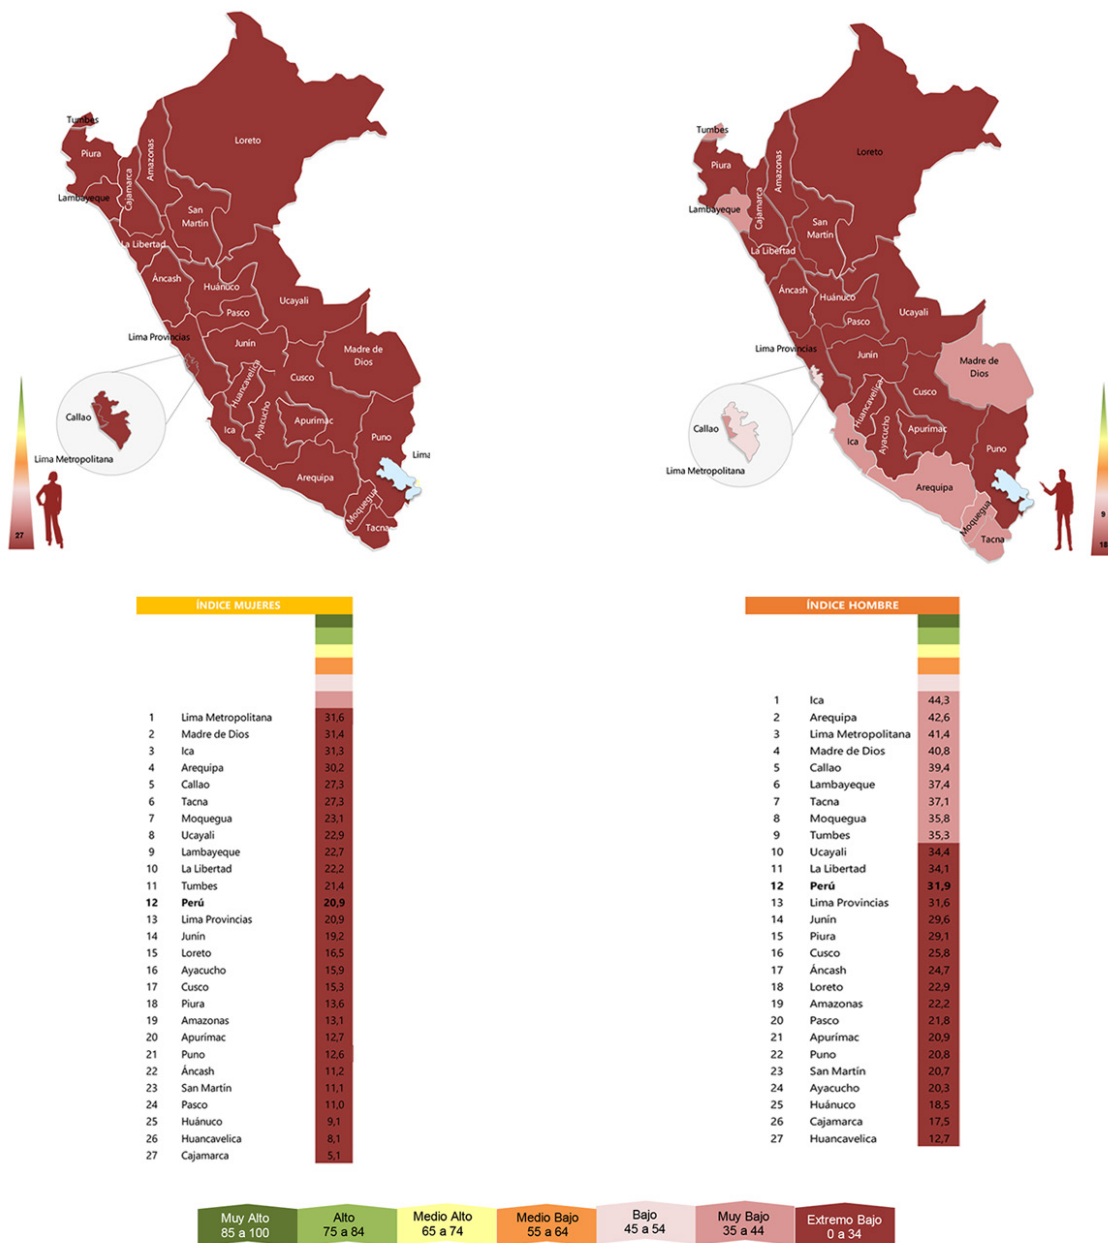 Tumbes
Piura
Lambayeque
Cajamarca
Amazonas
Loreto
San
Martín
La Libertad
Áncash
Huánuco
Pasco
Ucayali
Lima Provincias
Junín
Madre de
Dios
Callao
Lima Metropolitana
Huancavelica
Cusco
Ica
Ayacucho
Apurímac
Puno
Lima
Arequipa
Moquegua
Tacna
27
Tumbes
Piura
Lambayeque
Cajamarca
Amazonas
Loreto
San
Martín
La Libertad
Áncash
Huánuco
Pasco
Ucayali
Lima Provincias
Junín
Madre de
Dios
Callao
Lima Metropolitana
Huancavelica
Cusco
Ica
Ayacucho
Apurímac
Puno
Arequipa
Moquegua
Tacna
9
18
ÍNDICE MUJERES
1 Lima Metropolitana 31,6
2 Madre de Dios 31,4
3 Ica 31,3
4 Arequipa 30,2
5 Callao 27,3
6 Tacna 27,3
7 Moquegua 23,1
8 Ucayali 22,9
9 Lambayeque 22,7
10 La Libertad 22,2
11 Tumbes 21,4
12 Perú 20,9
13 Lima Provincias 20,9
14 Junín 19,2
15 Loreto 16,5
16 Ayacucho 15,9
17 Cusco 15,3
18 Piura 13,6
19 Amazonas 13,1
20 Apurímac 12,7
21 Puno 12,6
22 Áncash 11,2
23 San Martín 11,1
24 Pasco 11,0
25 Huánuco 9,1
26 Huancavelica 8,1
27 Cajamarca 5,1
ÍNDICE HOMBRE
1 Ica 44,3
2 Arequipa 42,6
3 Lima Metropolitana 41,4
4 Madre de Dios 40,8
5 Callao 39,4
6 Lambayeque 37,4
7 Tacna 37,1
8 Moquegua 35,8
9 Tumbes 35,3
10 Ucayali 34,4
11 La Libertad 34,1
12 Perú 31,9
13 Lima Provincias 31,6
14 Junín 29,6
15 Piura 29,1
16 Cusco 25,8
17 Áncash 24,7
18 Loreto 22,9
19 Amazonas 22,2
20 Pasco 21,8
21 Apurímac 20,9
22 Puno 20,8
23 San Martín 20,7
24 Ayacucho 20,3
25 Huánuco 18,5
26 Cajamarca 17,5
27 Huancavelica 12,7
Muy Alto
85 a 100
Alto
75 a 84
Medio Alto
65 a 74
Medio Bajo
55 a 64
Bajo
45 a 54
Muy Bajo
35 a 44
Extremo Bajo
0 a 34